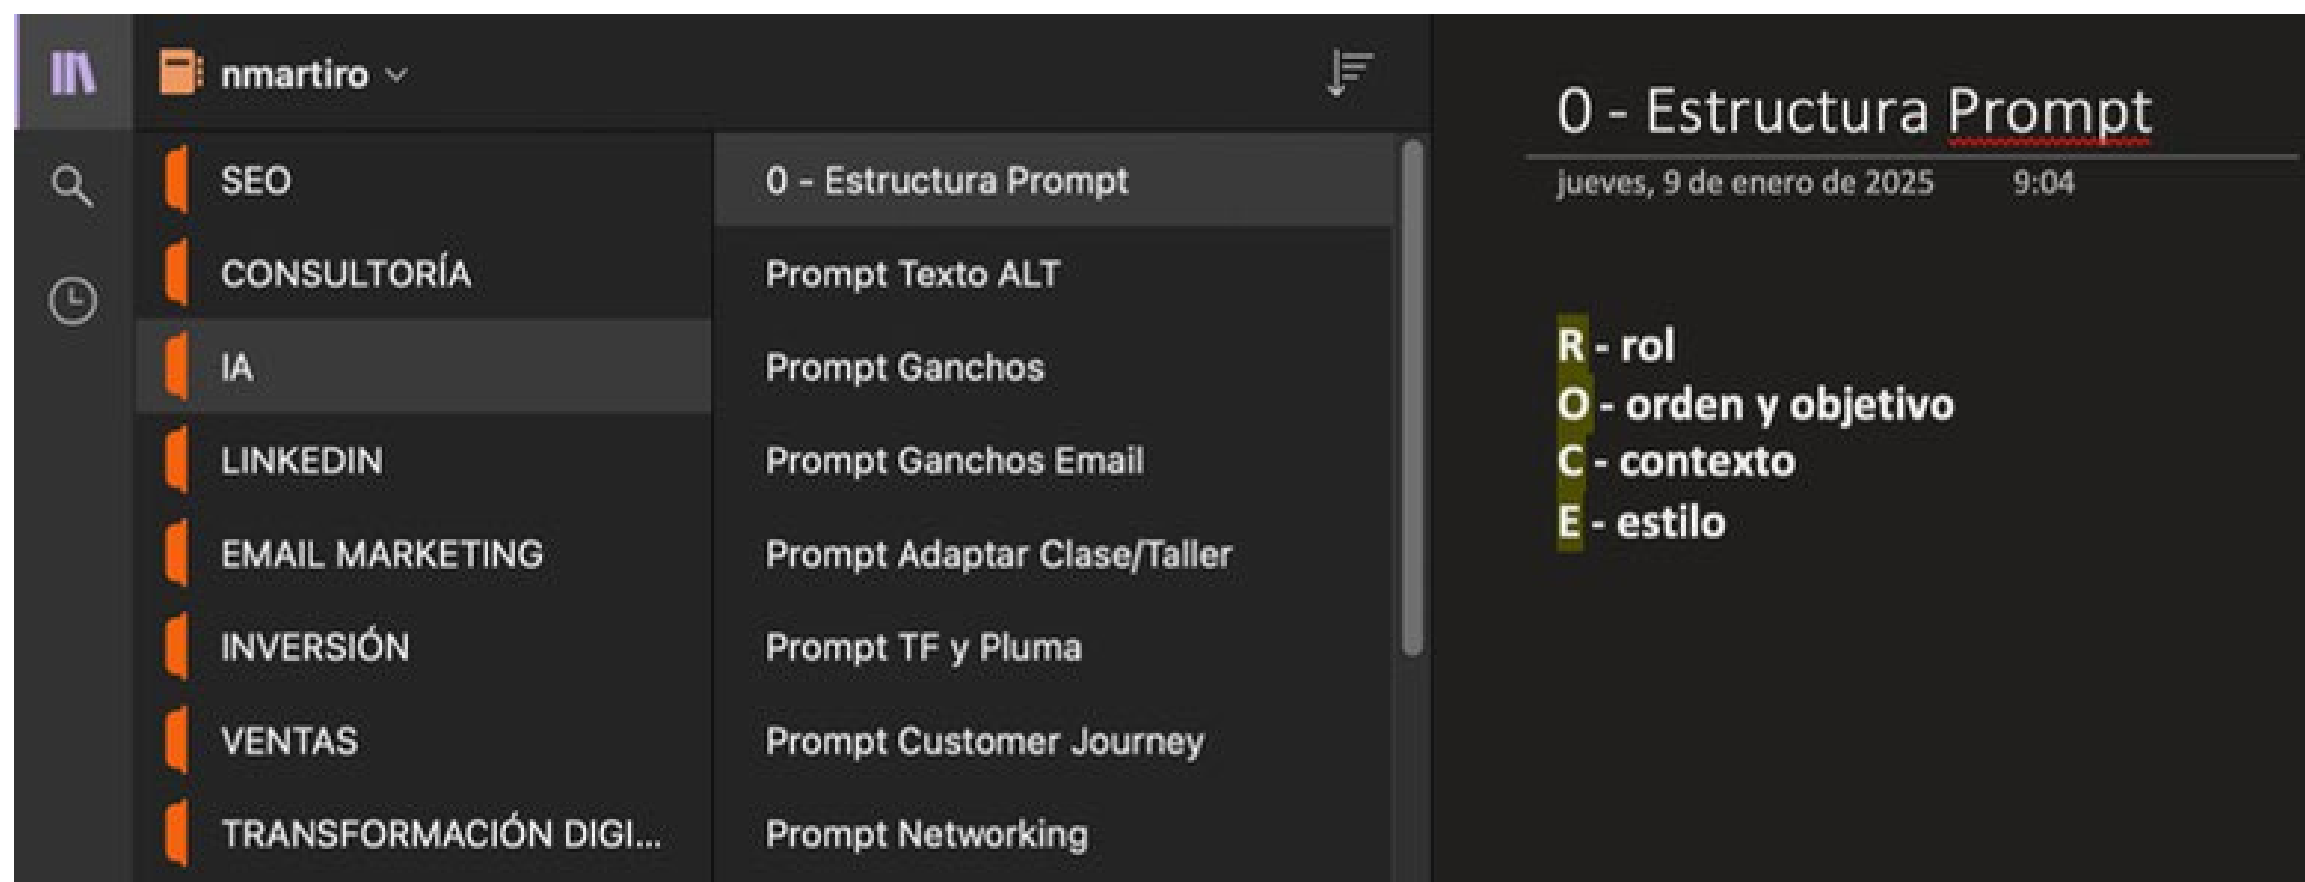 nmartiro
SEO
CONSULTORÍA
IA
LINKEDIN
EMAIL MARKETING
INVERSIÓN
VENTAS
TRANSFORMACIÓN DIGI...
0 - Estructura Prompt
Prompt Texto ALT
Prompt Ganchos
Prompt Ganchos Email
Prompt Adaptar Clase/Taller
Prompt TF y Pluma
Prompt Customer Journey
Prompt Networking
0 - Estructura Prompt
jueves, 9 de enero de 2025 9:04
R - rol
O - orden y objetivo
C - contexto
E - estilo